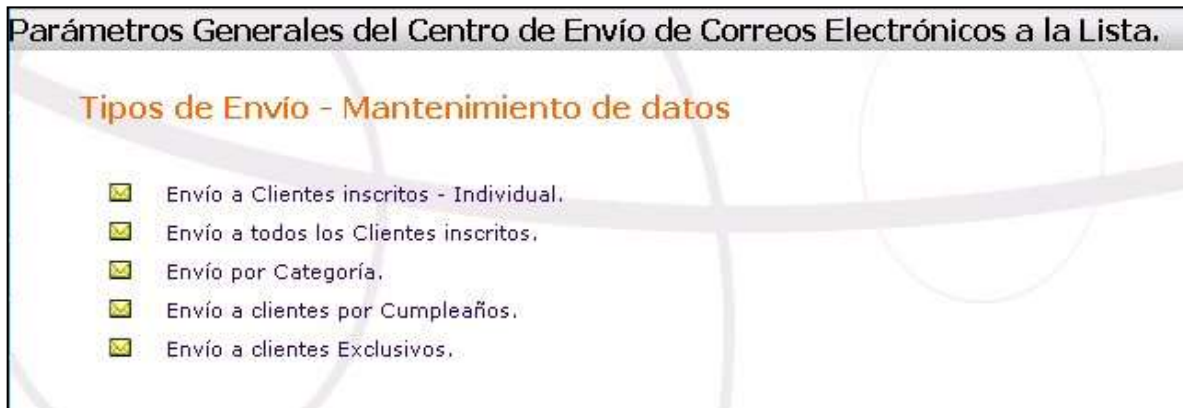 Parámetros Generales del Centro de Envío de Correos Electrónicos a la Lista.
Tipos de Envío - Mantenimiento de datos
Envío a Clientes inscritos - Individual.
Envío a todos los Clientes inscritos.
Envío por Categoría.
Envío a clientes por Cumpleaños.
Envío a clientes Exclusivos.